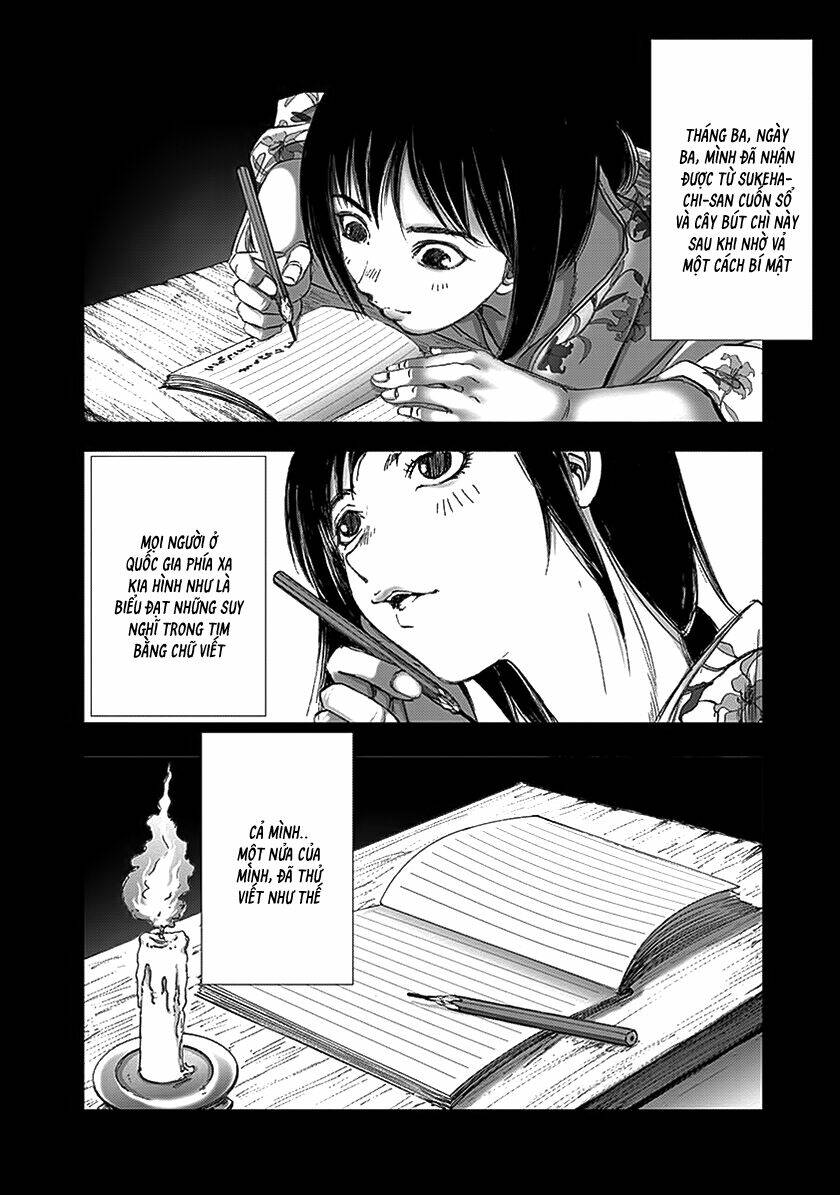 THÁNG BA, NGÀY
BA, MÌNH ĐÃ NHẬN
ĐƯỢC TỪ SUKEHA-
CHI-SAN CUỐN SỔ
VÀ CÂY BÚT CHÌ NÀY
SAU KHI NHỜ VẢ
MỘT CÁCH BÍ MẬT
MỌI NGƯỜI Ở
QUỐC GIA PHÍA XA
KIA HÌNH NHƯ LÀ
BIỂU ĐẠT NHỮNG SUY
NGHĨ TRONG TIM
BẰNG CHỮ VIẾT
CẢ MÌNH..
MỘT NỬA CỦA
MÌNH, ĐÃ THỬ
VIẾT NHƯ THẾ